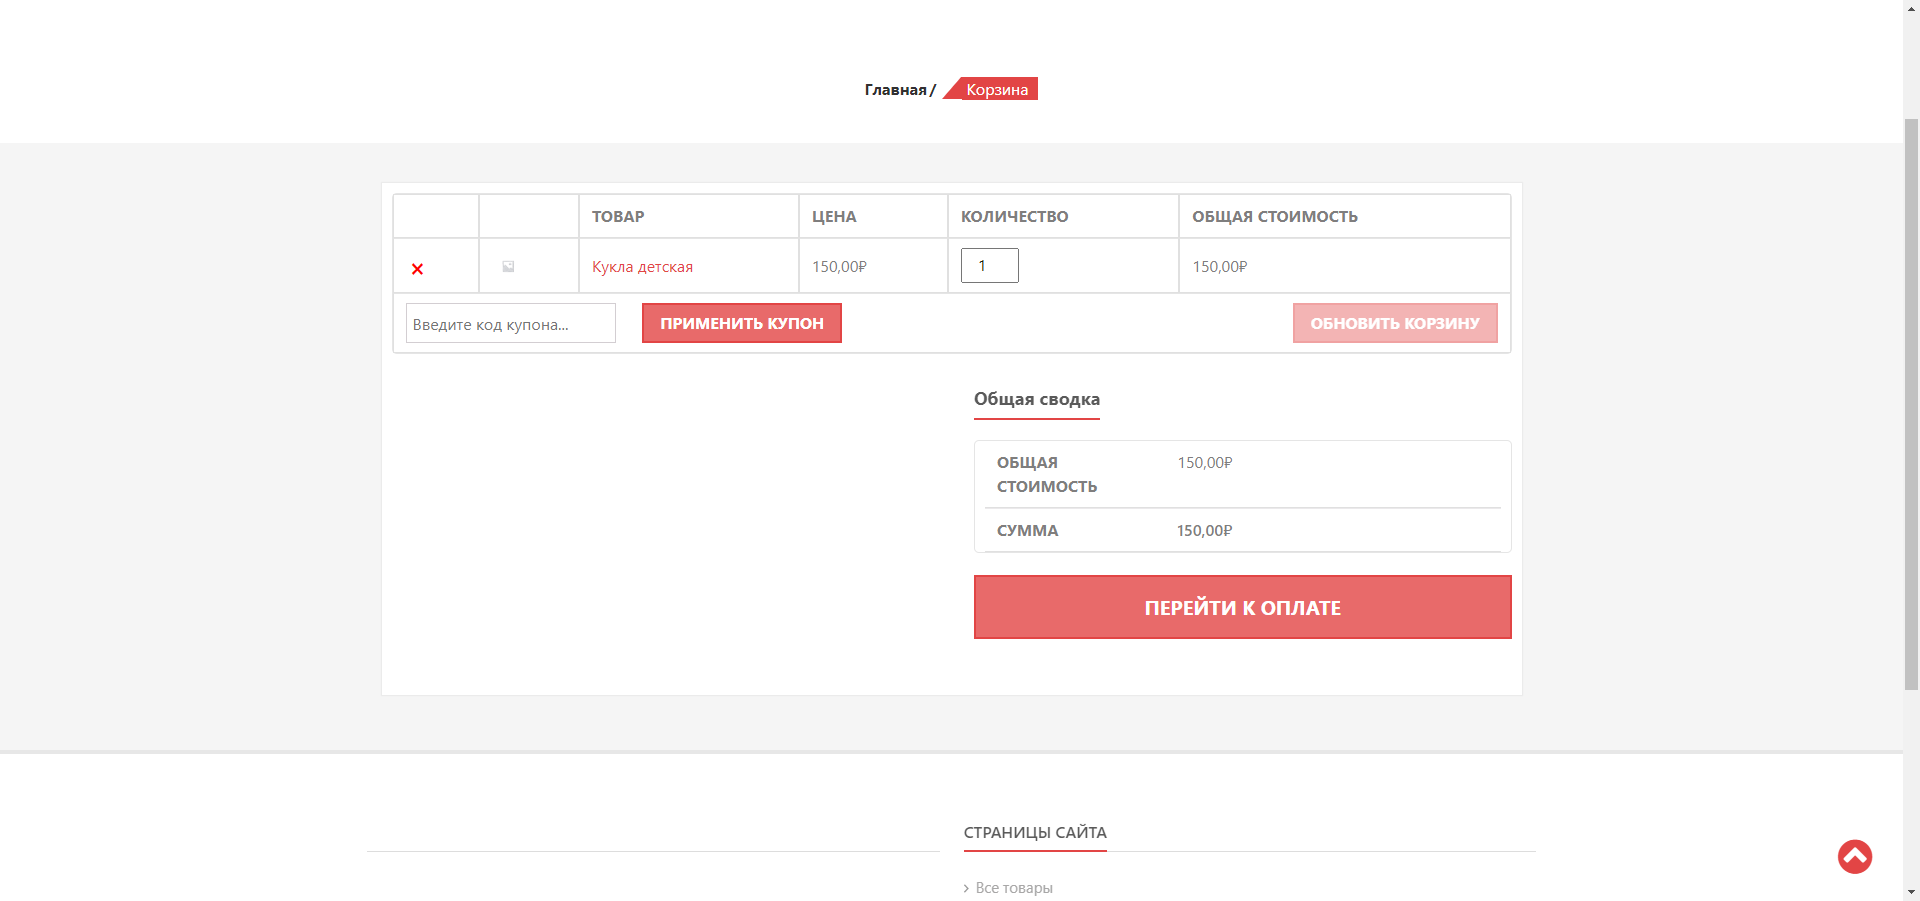 Главная / Корзина
ТОВАР ЦЕНА КОЛИЧЕСТВО ОБЩАЯ СТОИМОСТЬ
× Кукла детская 150,00₽ 1 150,00₽
Введите код купона... ПРИМЕНИТЬ КУПОН ОБНОВИТЬ КОРЗИНУ
Общая сводка
ОБЩАЯ СТОИМОСТЬ 150,00₽
СУММА 150,00₽
ПЕРЕЙТИ К ОПЛАТЕ
СТРАНИЦЫ САЙТА
Все товары